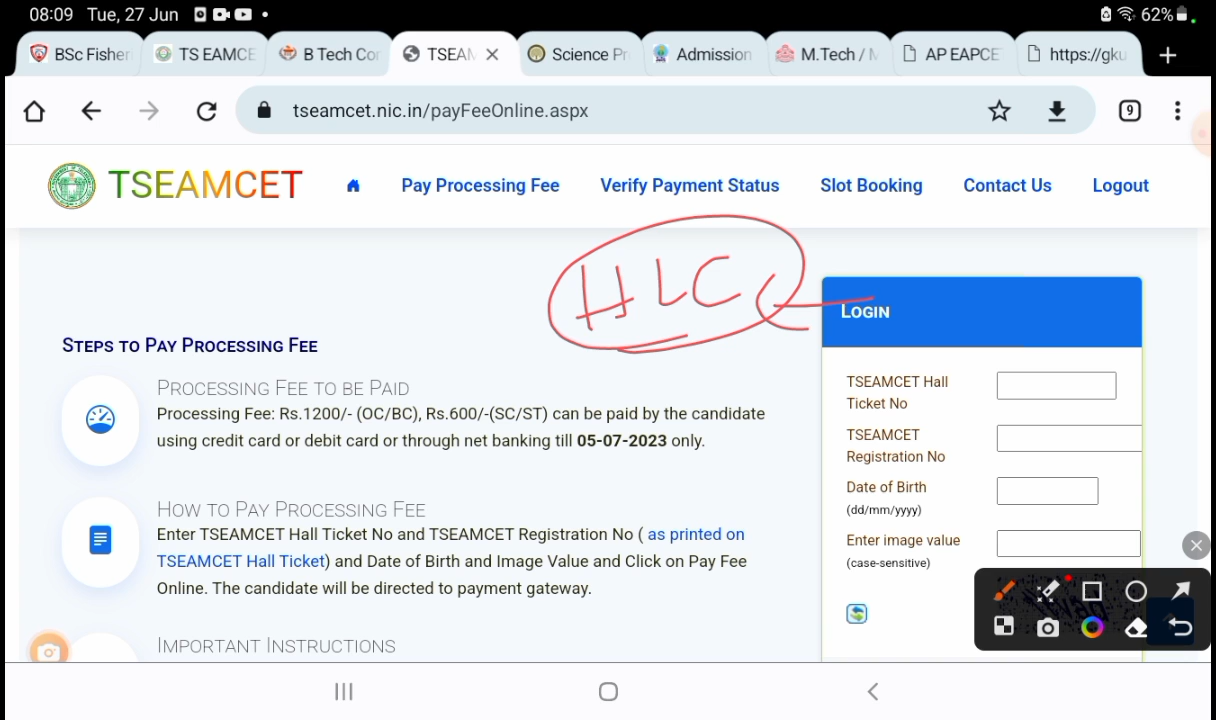 08:09 Tue, 27 Jun
62%
BSc Fisher
TS EAMCE
B Tech Cor
TSEAM
Science Pr
Admission
M.Tech / M
AP EAPCE
https://gku
tseamcet.nic.in/payFeeOnline.aspx
9
TSEAMCET
Pay Processing Fee
Verify Payment Status
Slot Booking
Contact Us
Logout
HLC
STEPS TO PAY PROCESSING FEE
PROCESSING FEE TO BE PAID
Processing Fee: Rs.1200/- (OC/BC), Rs.600/-(SC/ST) can be paid by the candidate
using credit card or debit card or through net banking till 05-07-2023 only.
HOW TO PAY PROCESSING FEE
Enter TSEAMCET Hall Ticket No and TSEAMCET Registration No ( as printed on
TSEAMCET Hall Ticket) and Date of Birth and Image Value and Click on Pay Fee
Online. The candidate will be directed to payment gateway.
IMPORTANT INSTRUCTIONS
LOGIN
TSEAMCET Hall
Ticket No
TSEAMCET
Registration No
Date of Birth
(dd/mm/yyyy)
Enter image value
(case-sensitive)